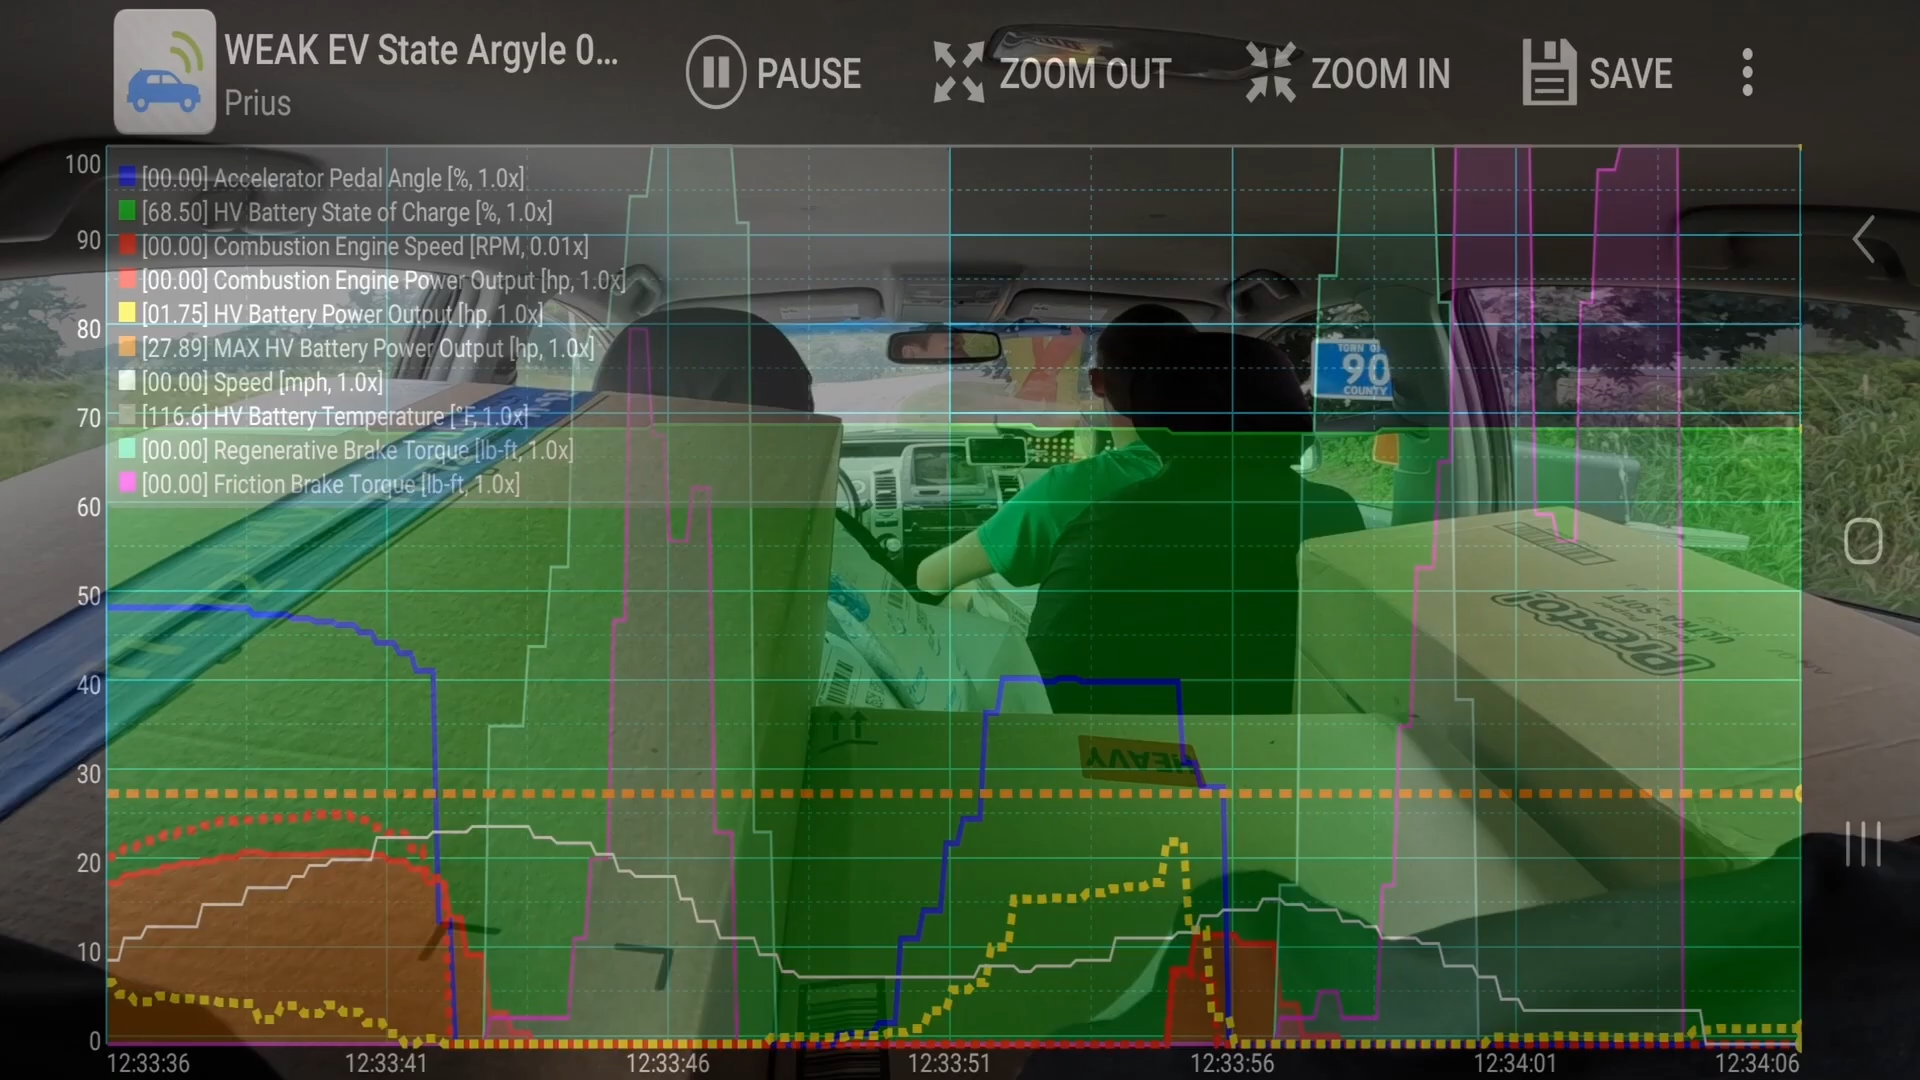 WEAK EV State Argyle 0...
Prius
PAUSE
ZOOM OUT
ZOOM IN
SAVE
100
90
80
70
60
50
40
30
20
10
0
[00.00] Accelerator Pedal Angle [%, 1.0x]
[68.50] HV Battery State of Charge [%, 1.0x]
[00.00] Combustion Engine Speed [RPM, 0.01x]
[00.00] Combustion Engine Power Output [hp, 1.0x]
[01.75] HV Battery Power Output [hp, 1.0x]
[27.89] MAX HV Battery Power Output [hp, 1.0x]
[00.00] Speed [mph, 1.0x]
[116.6] HV Battery Temperature [°F, 1.0x]
[00.00] Regenerative Brake Torque [lb-ft, 1.0x]
[00.00] Friction Brake Torque [lb-ft, 1.0x]
TOWN OF
90
COUNTY
Presto!
ULTRA-SOFT
HEAVY
12:33:36
12:33:41
12:33:46
12:33:51
12:33:56
12:34:01
12:34:06